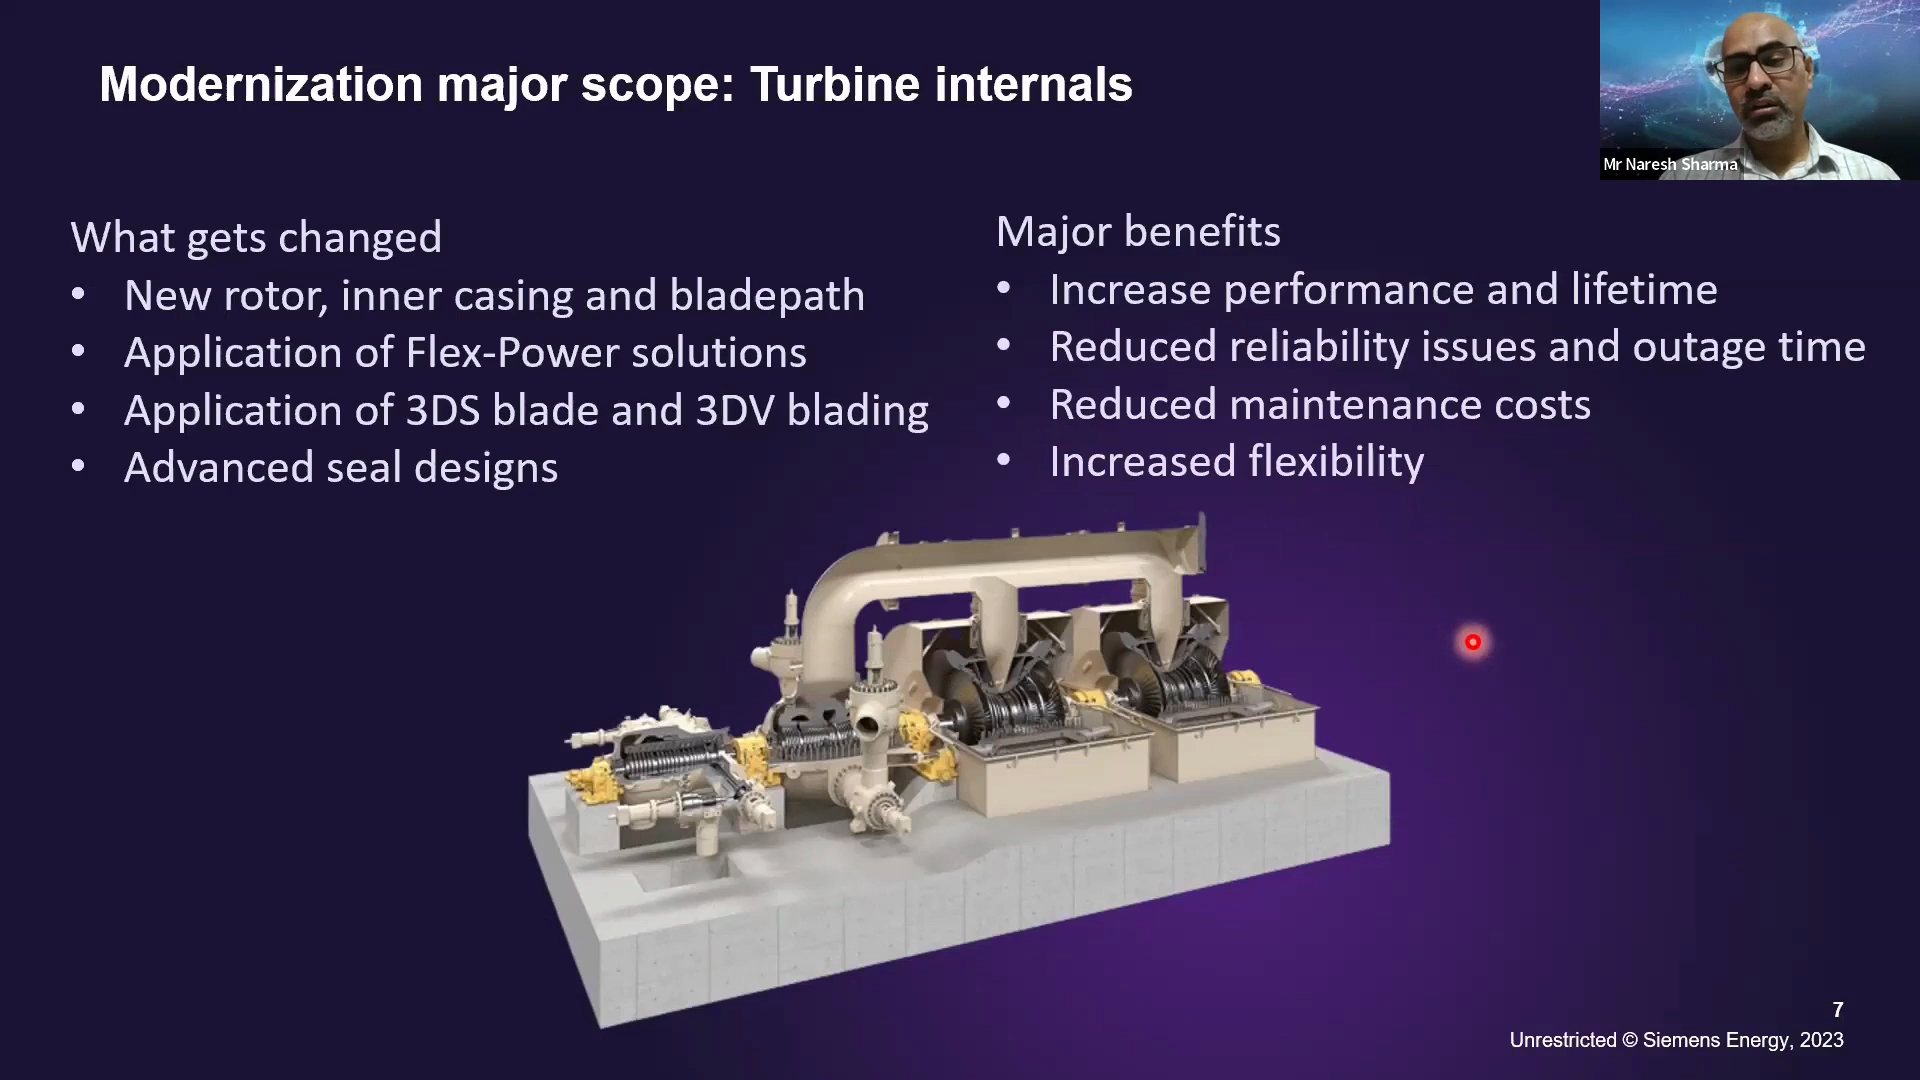 Modernization major scope: Turbine internals
Mr Naresh Sharma
What gets changed
• New rotor, inner casing and bladepath
• Application of Flex-Power solutions
• Application of 3DS blade and 3DV blading
• Advanced seal designs
Major benefits
• Increase performance and lifetime
• Reduced reliability issues and outage time
• Reduced maintenance costs
• Increased flexibility
7
Unrestricted © Siemens Energy, 2023